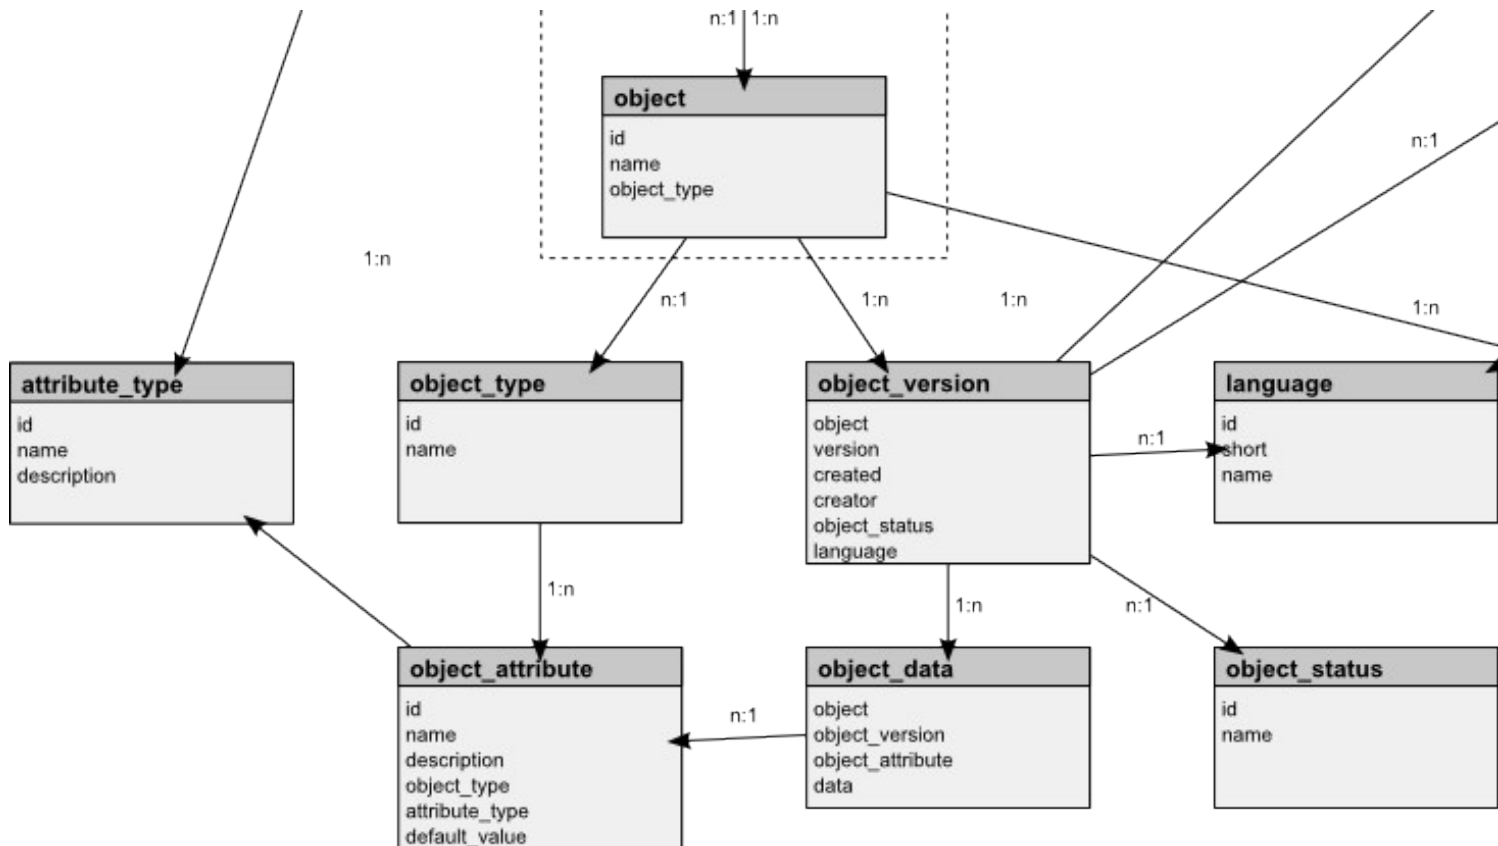 n:1
1:n
object
id
name
object_type
n:1
1:n
n:1
1:n
1:n
1:n
attribute_type
id
name
description
object_type
id
name
object_version
object
version
created
creator
object_status
language
n:1
language
id
short
name
1:n
1:n
n:1
object_attribute
id
name
description
object_type
attribute_type
default_value
n:1
object_data
object
object_version
object_attribute
data
object_status
id
name